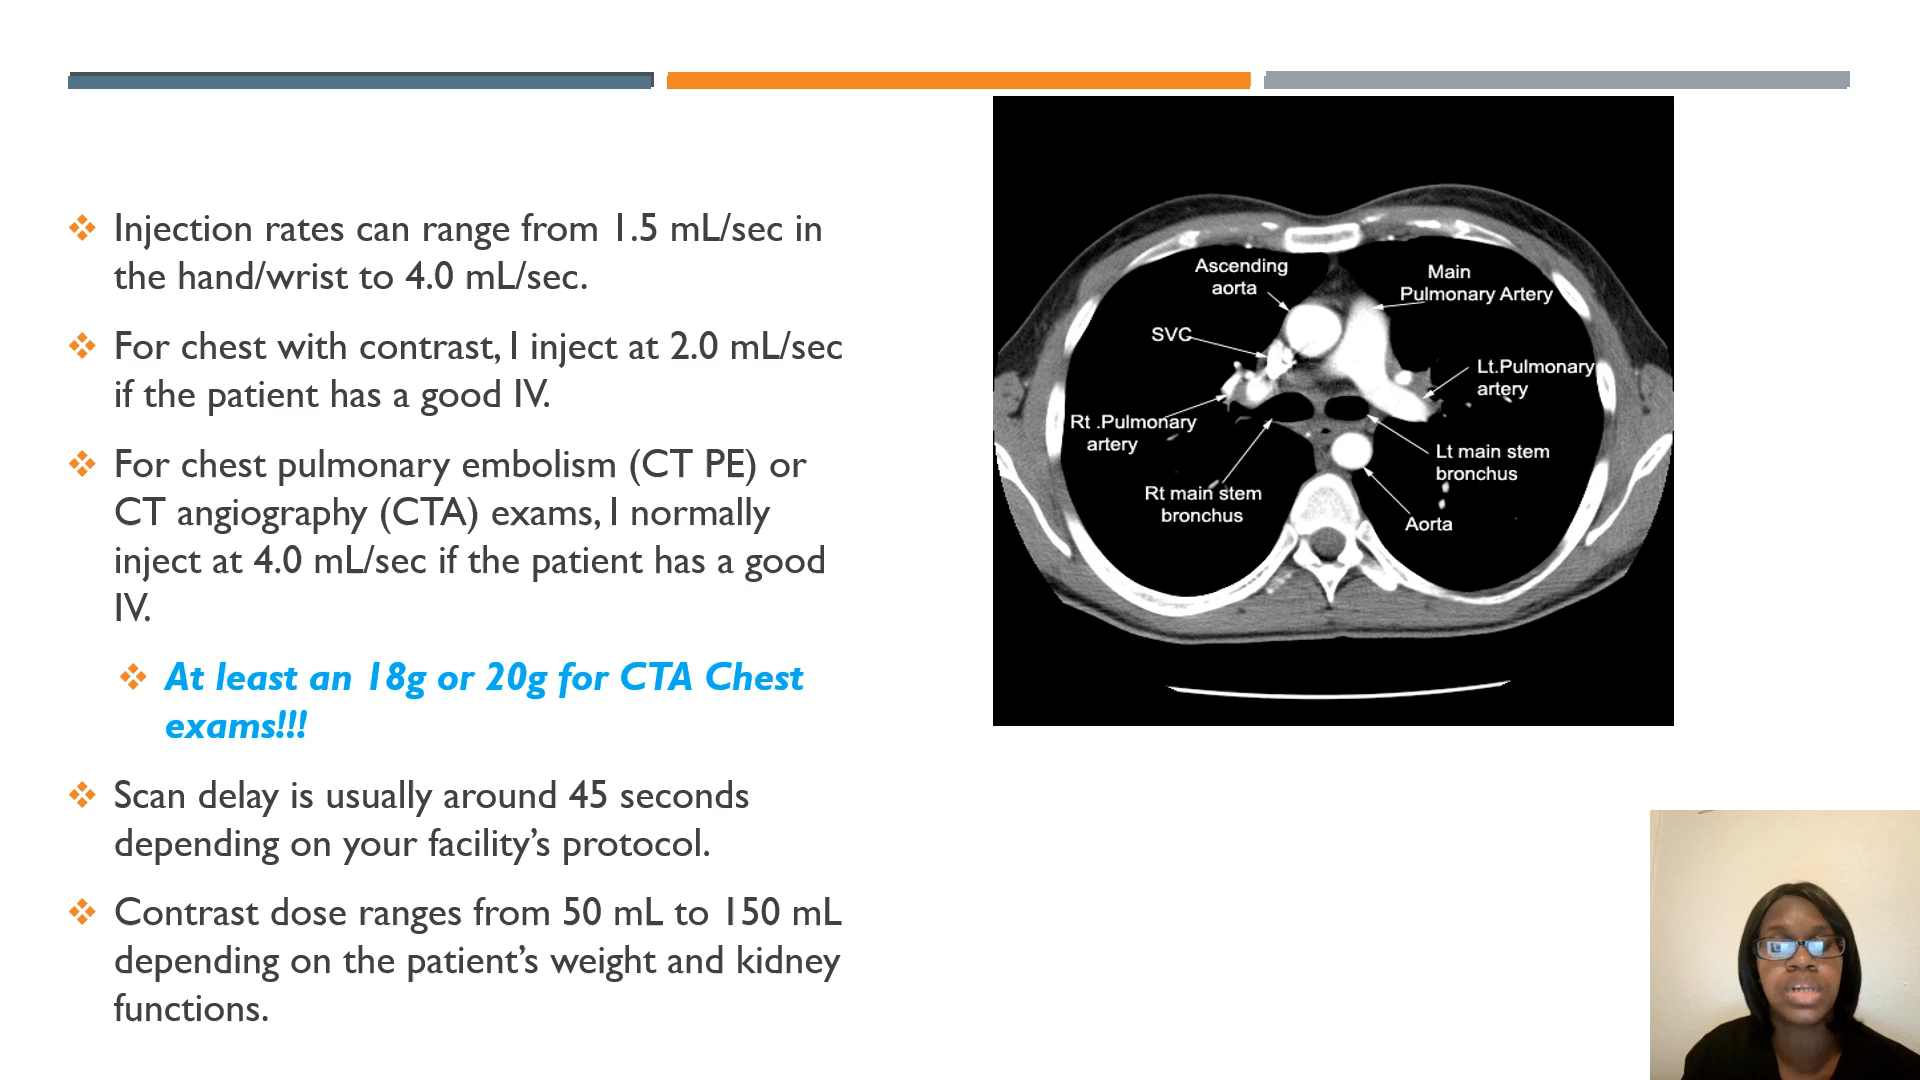 Injection rates can range from 1.5 mL/sec in
the hand/wrist to 4.0 mL/sec.
For chest with contrast, I inject at 2.0 mL/sec
if the patient has a good IV.
For chest pulmonary embolism (CT PE) or
CT angiography (CTA) exams, I normally
inject at 4.0 mL/sec if the patient has a good
IV.
At least an 18g or 20g for CTA Chest
exams!!!
Scan delay is usually around 45 seconds
depending on your facility’s protocol.
Contrast dose ranges from 50 mL to 150 mL
depending on the patient’s weight and kidney
functions.
Ascending
aorta
Main
Pulmonary Artery
SVC
Lt.Pulmonary
artery
Rt .Pulmonary
artery
Lt main stem
bronchus
Rt main stem
bronchus
Aorta